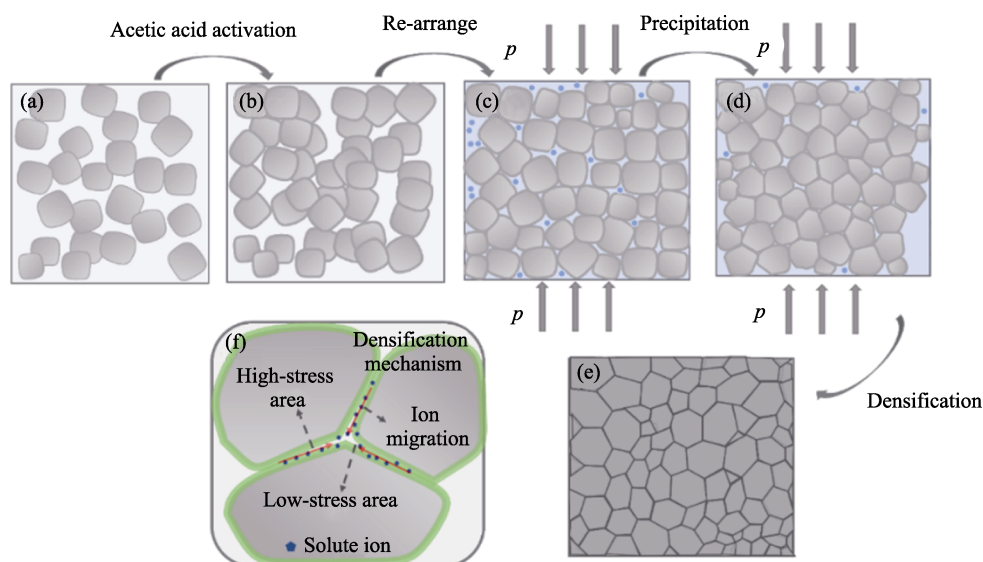 Acetic acid activation
Re-arrange
Precipitation
p
p
(a)
(b)
(c)
(d)
p
p
(f)
Densification
mechanism
High-stress
area
Ion
migration
Low-stress area
Solute ion
(e)
Densification